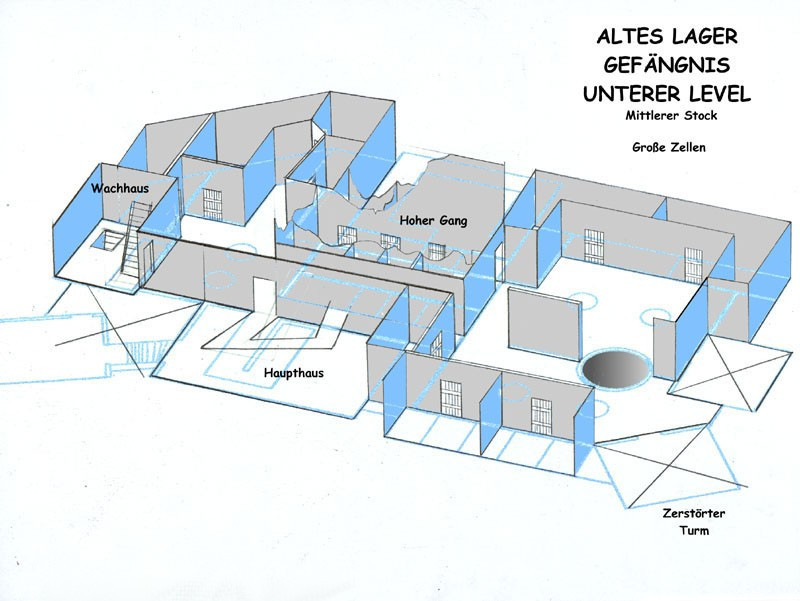 ALTES LAGER
GEFÄNGNIS
UNTERER LEVEL
Mittlerer Stock
Große Zellen
Wachhaus
Hoher Gang
Haupthaus
Zerstörter
Turm